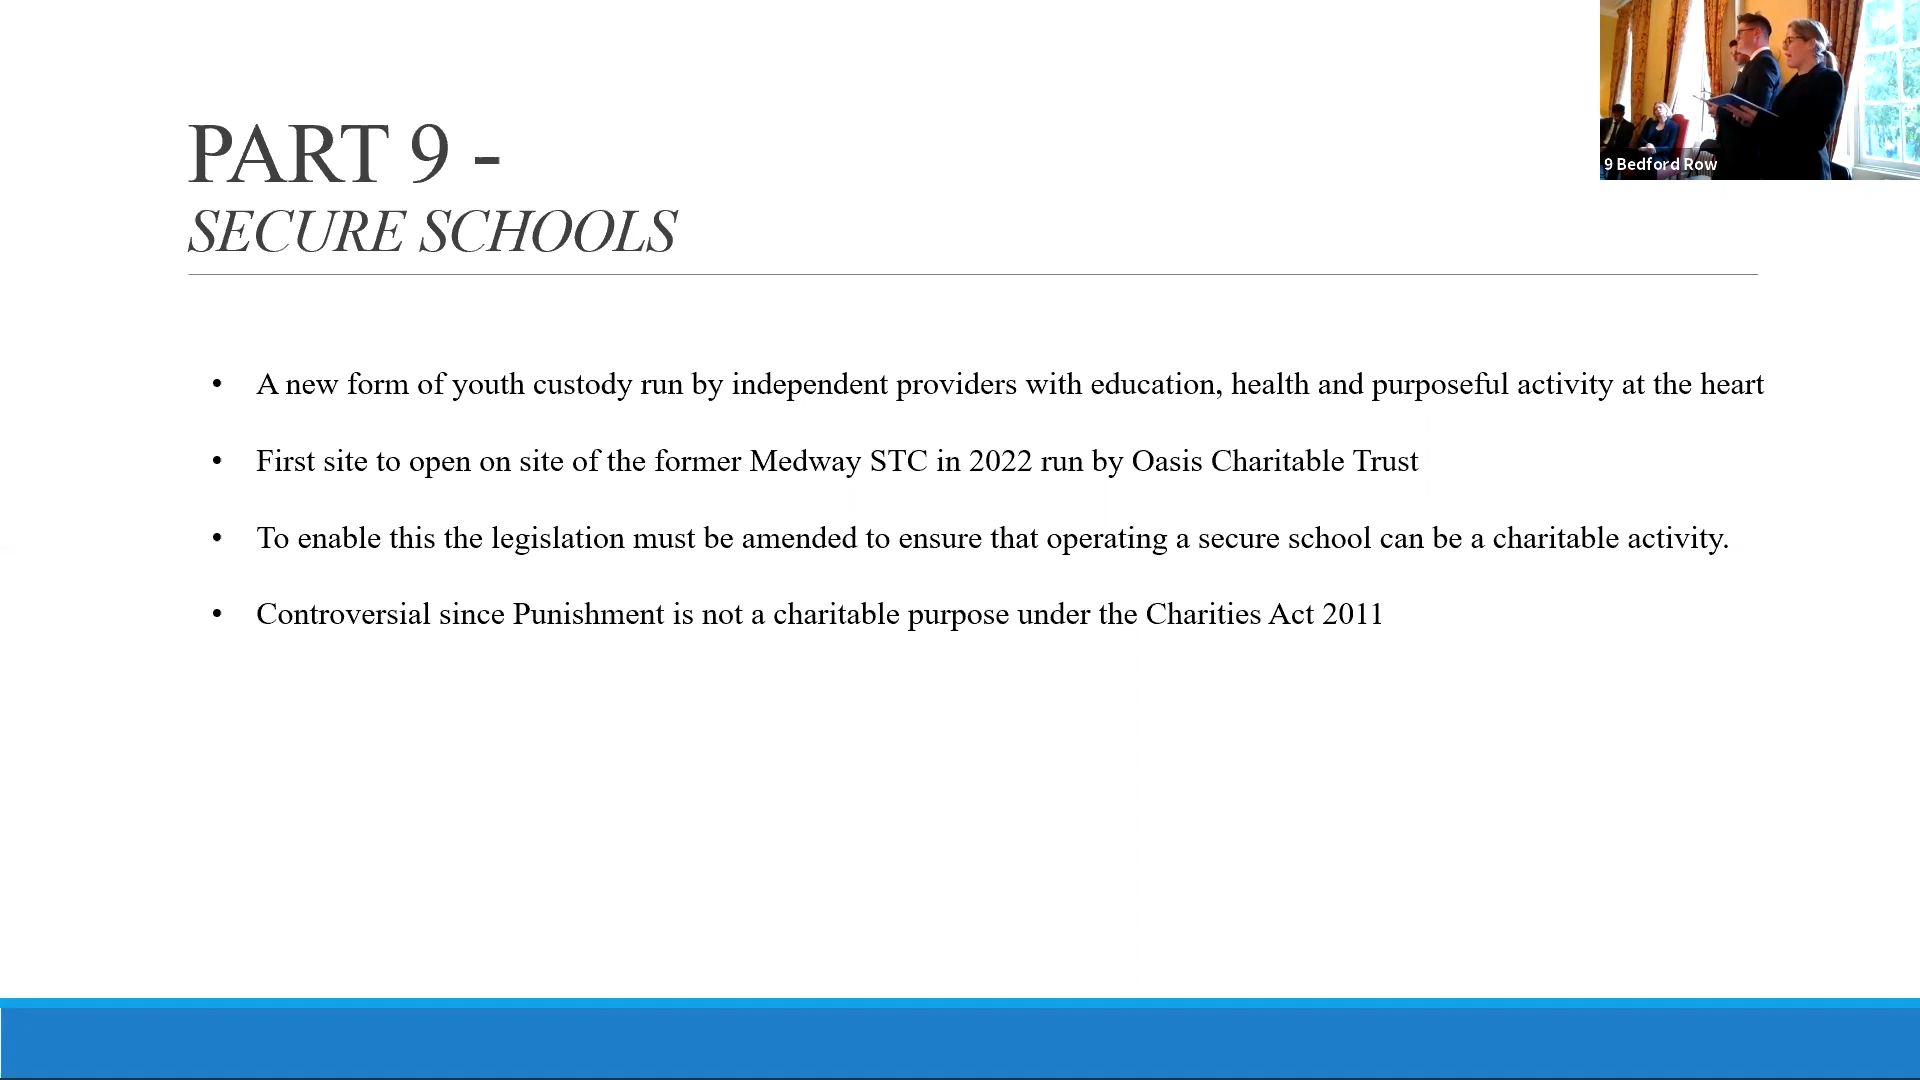 PART 9 -
SECURE SCHOOLS
9 Bedford Row
• A new form of youth custody run by independent providers with education, health and purposeful activity at the heart
• First site to open on site of the former Medway STC in 2022 run by Oasis Charitable Trust
• To enable this the legislation must be amended to ensure that operating a secure school can be a charitable activity.
• Controversial since Punishment is not a charitable purpose under the Charities Act 2011